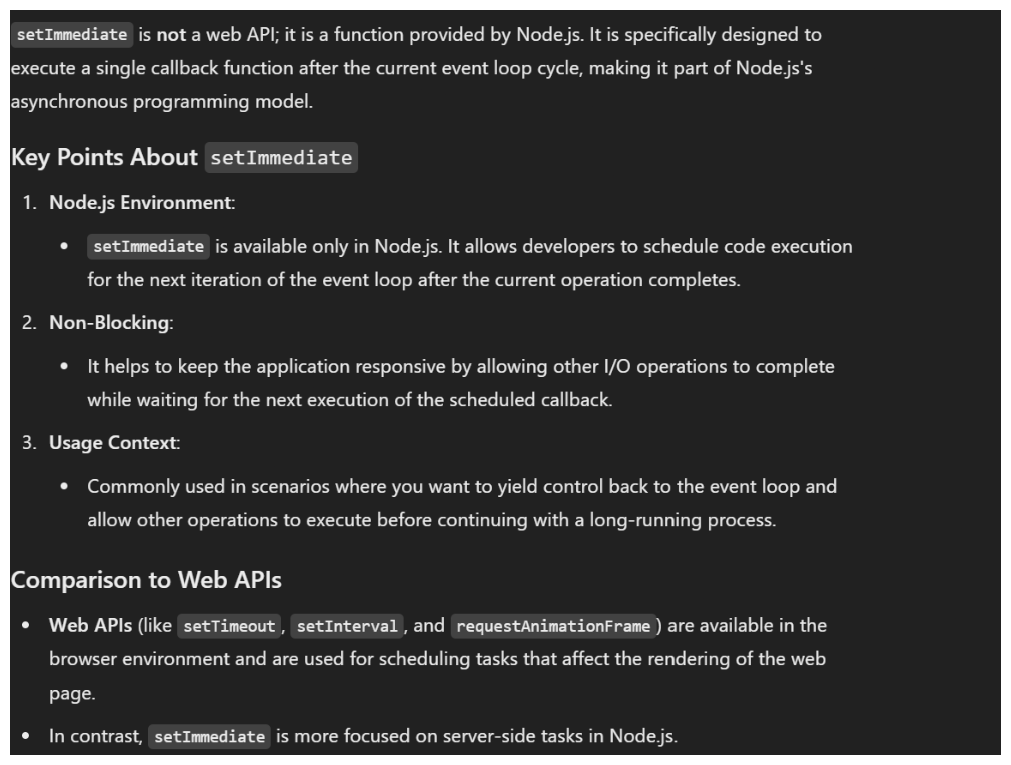 setImmediate is not a web API; it is a function provided by Node.js. It is specifically designed to
execute a single callback function after the current event loop cycle, making it part of Node.js's
asynchronous programming model.
Key Points About setImmediate
1. Node.js Environment:
• setImmediate is available only in Node.js. It allows developers to schedule code execution
for the next iteration of the event loop after the current operation completes.
2. Non-Blocking:
• It helps to keep the application responsive by allowing other I/O operations to complete
while waiting for the next execution of the scheduled callback.
3. Usage Context:
• Commonly used in scenarios where you want to yield control back to the event loop and
allow other operations to execute before continuing with a long-running process.
Comparison to Web APIs
• Web APIs (like setTimeout, setInterval, and requestAnimationFrame) are available in the
browser environment and are used for scheduling tasks that affect the rendering of the web
page.
• In contrast, setImmediate is more focused on server-side tasks in Node.js.